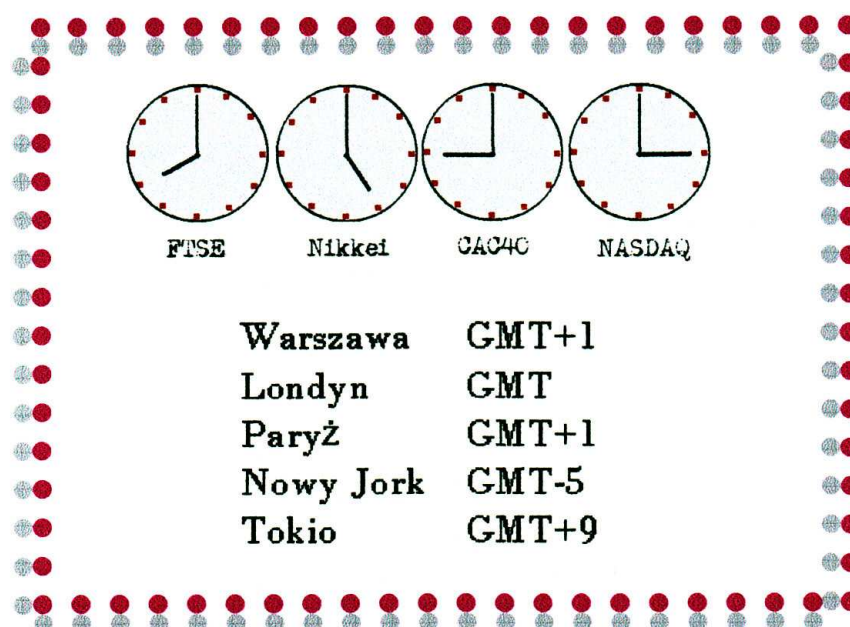 FTSE Nikkei CAC40 NASDAQ
Warszawa GMT+1
Londyn GMT
Paryż GMT+1
Nowy Jork GMT-5
Tokio GMT+9